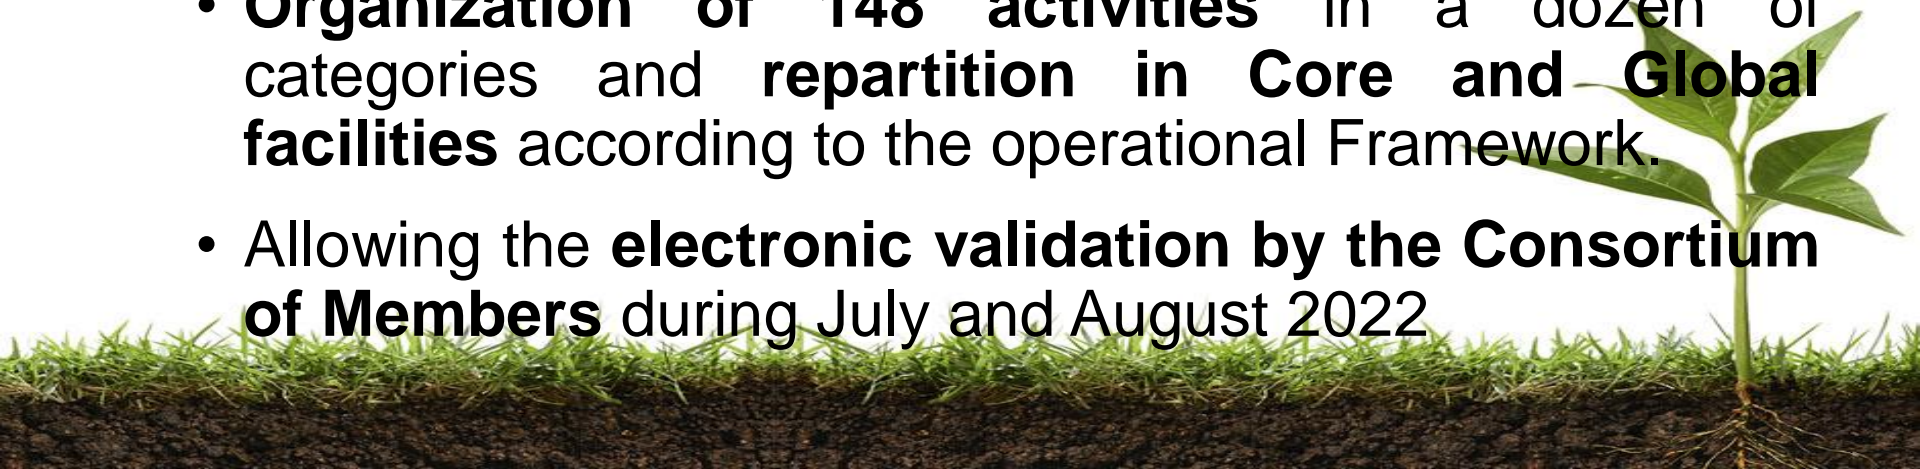 • Organization of 148 activities in a dozen of
categories and repartition in Core and Global
facilities according to the operational Framework.
• Allowing the electronic validation by the Consortium
of Members during July and August 2022